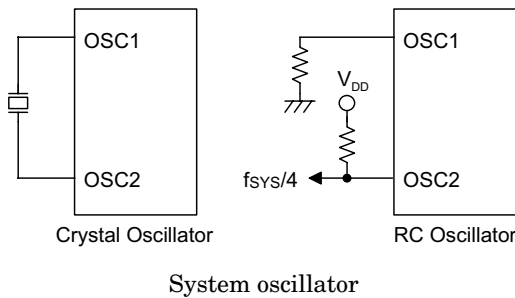 OSC1
OSC2
Crystal Oscillator
OSC1
VDD
fSYS/4
OSC2
RC Oscillator
System oscillator